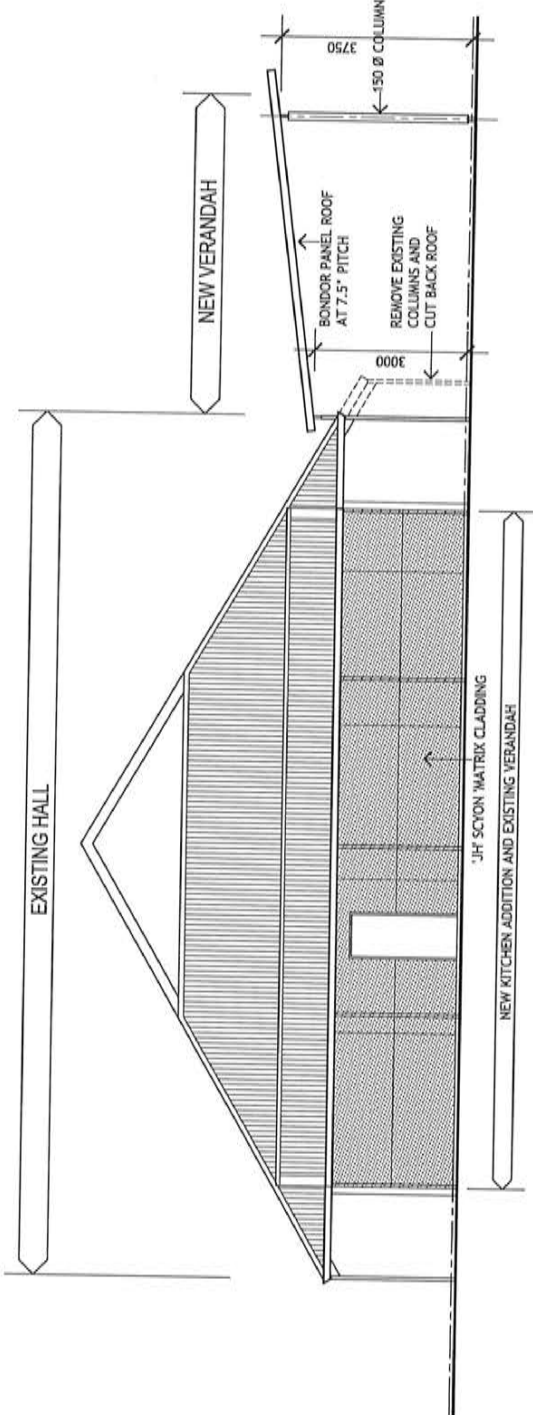 EXISTING HALL
NEW VERANDAH
3750
150 Ø COLUMN
BONDOR PANEL ROOF
AT 7.5° PITCH
3000
REMOVE EXISTING
COLUMNS AND
CUT BACK ROOF
'JH' SCYON 'MATRIX CLADDING
NEW KITCHEN ADDITION AND EXISTING VERANDAH